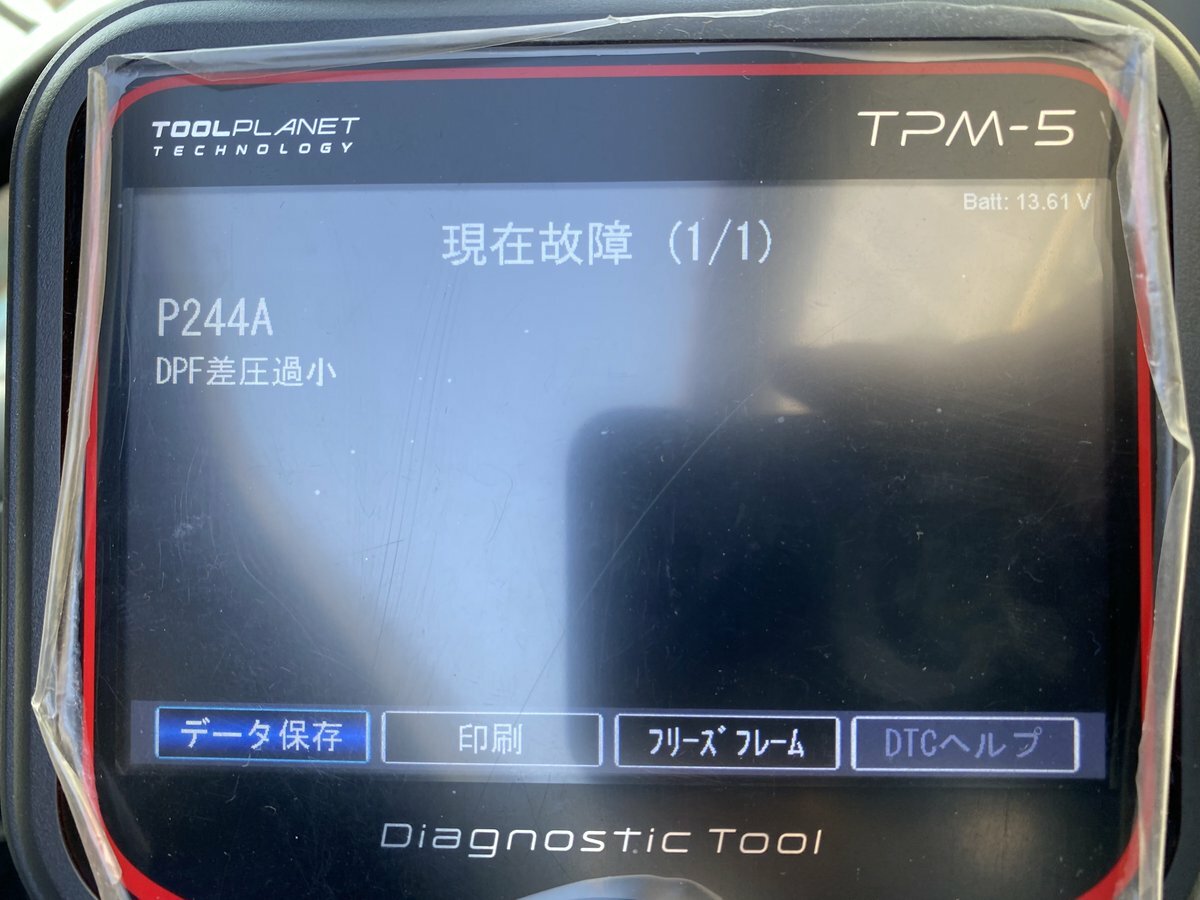 TOOLPLANET
TECHNOLOGY
TPM-5
Batt: 13.61 V
現在故障 (1/1)
P244A
DPF差圧過小
データ保存
印刷
フリーズフレーム
DTCヘルプ
Diagnostic Tool